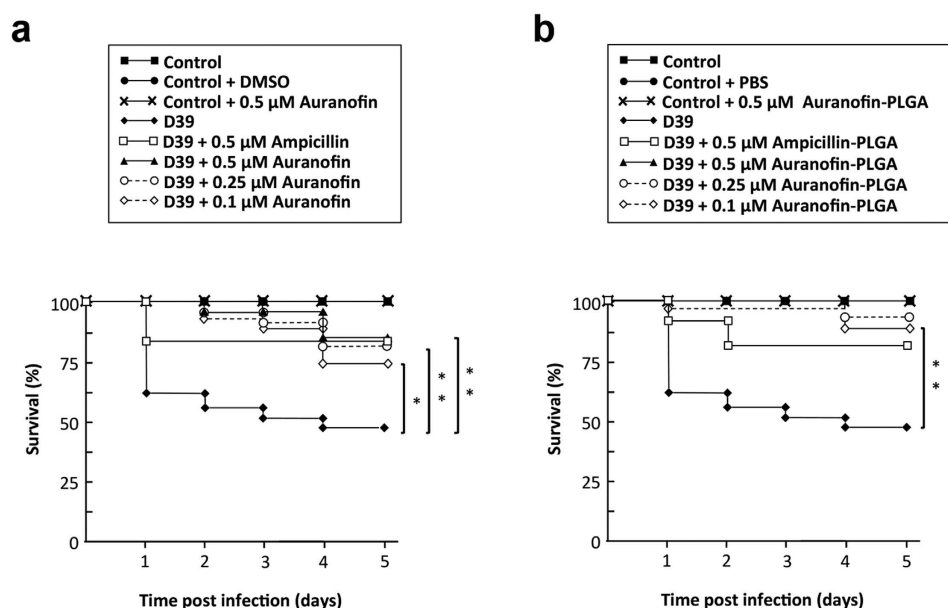 a
Control
Control + DMSO
Control + 0.5 μM Auranofin
D39
D39 + 0.5 μM Ampicillin
D39 + 0.5 μM Auranofin
D39 + 0.25 μM Auranofin
D39 + 0.1 μM Auranofin
100
75
50
25
0
Survival (%)
1 2 3 4 5
Time post infection (days)
*
* *
* *
b
Control
Control + PBS
Control + 0.5 μM Auranofin-PLGA
D39
D39 + 0.5 μM Ampicillin-PLGA
D39 + 0.5 μM Auranofin-PLGA
D39 + 0.25 μM Auranofin-PLGA
D39 + 0.1 μM Auranofin-PLGA
100
75
50
25
0
Survival (%)
1 2 3 4 5
Time post infection (days)
* *